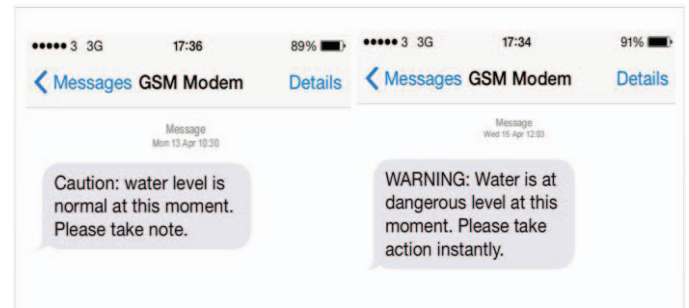 ●●●●● 3 3G 17:36 89%
Messages GSM Modem Details
Message
Mon 13 Apr 10:30
Caution: water level is
normal at this moment.
Please take note.
●●●●● 3 3G 17:34 91%
Messages GSM Modem Details
Message
Wed 15 Apr 12:03
WARNING: Water is at
dangerous level at this
moment. Please take
action instantly.